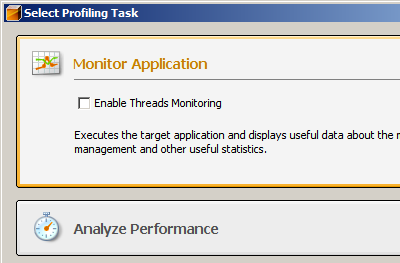 Select Profiling Task
Monitor Application
Enable Threads Monitoring
Executes the target application and displays useful data about the
management and other useful statistics.
Analyze Performance